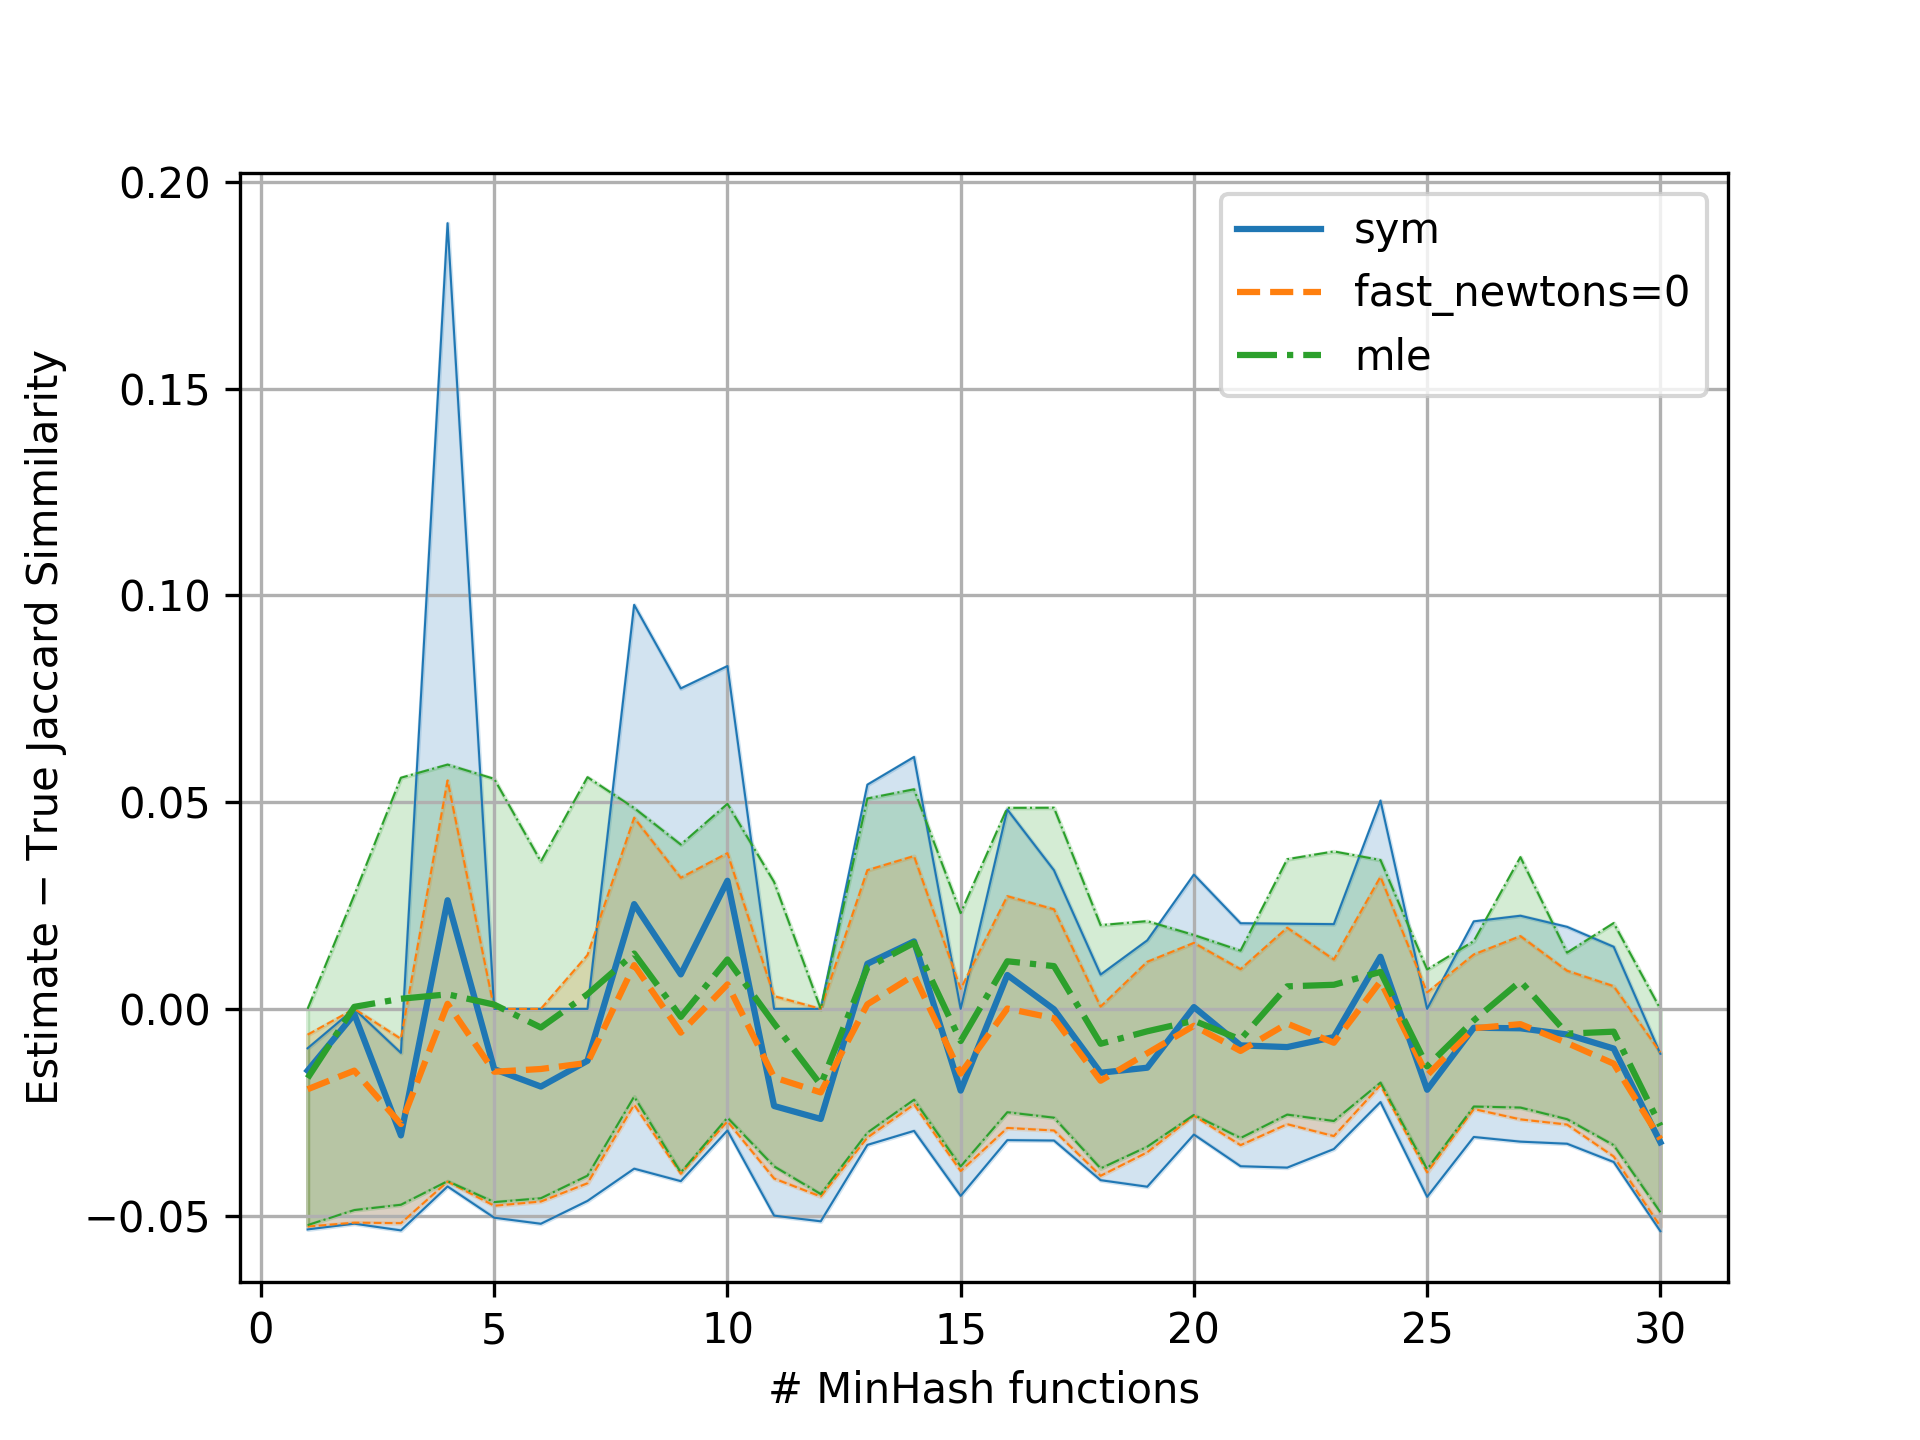 0.20
0.15
0.10
0.05
0.00
−0.05
Estimate − True Jaccard Simmilarity
sym
fast_newtons=0
mle
0 5 10 15 20 25 30
# MinHash functions